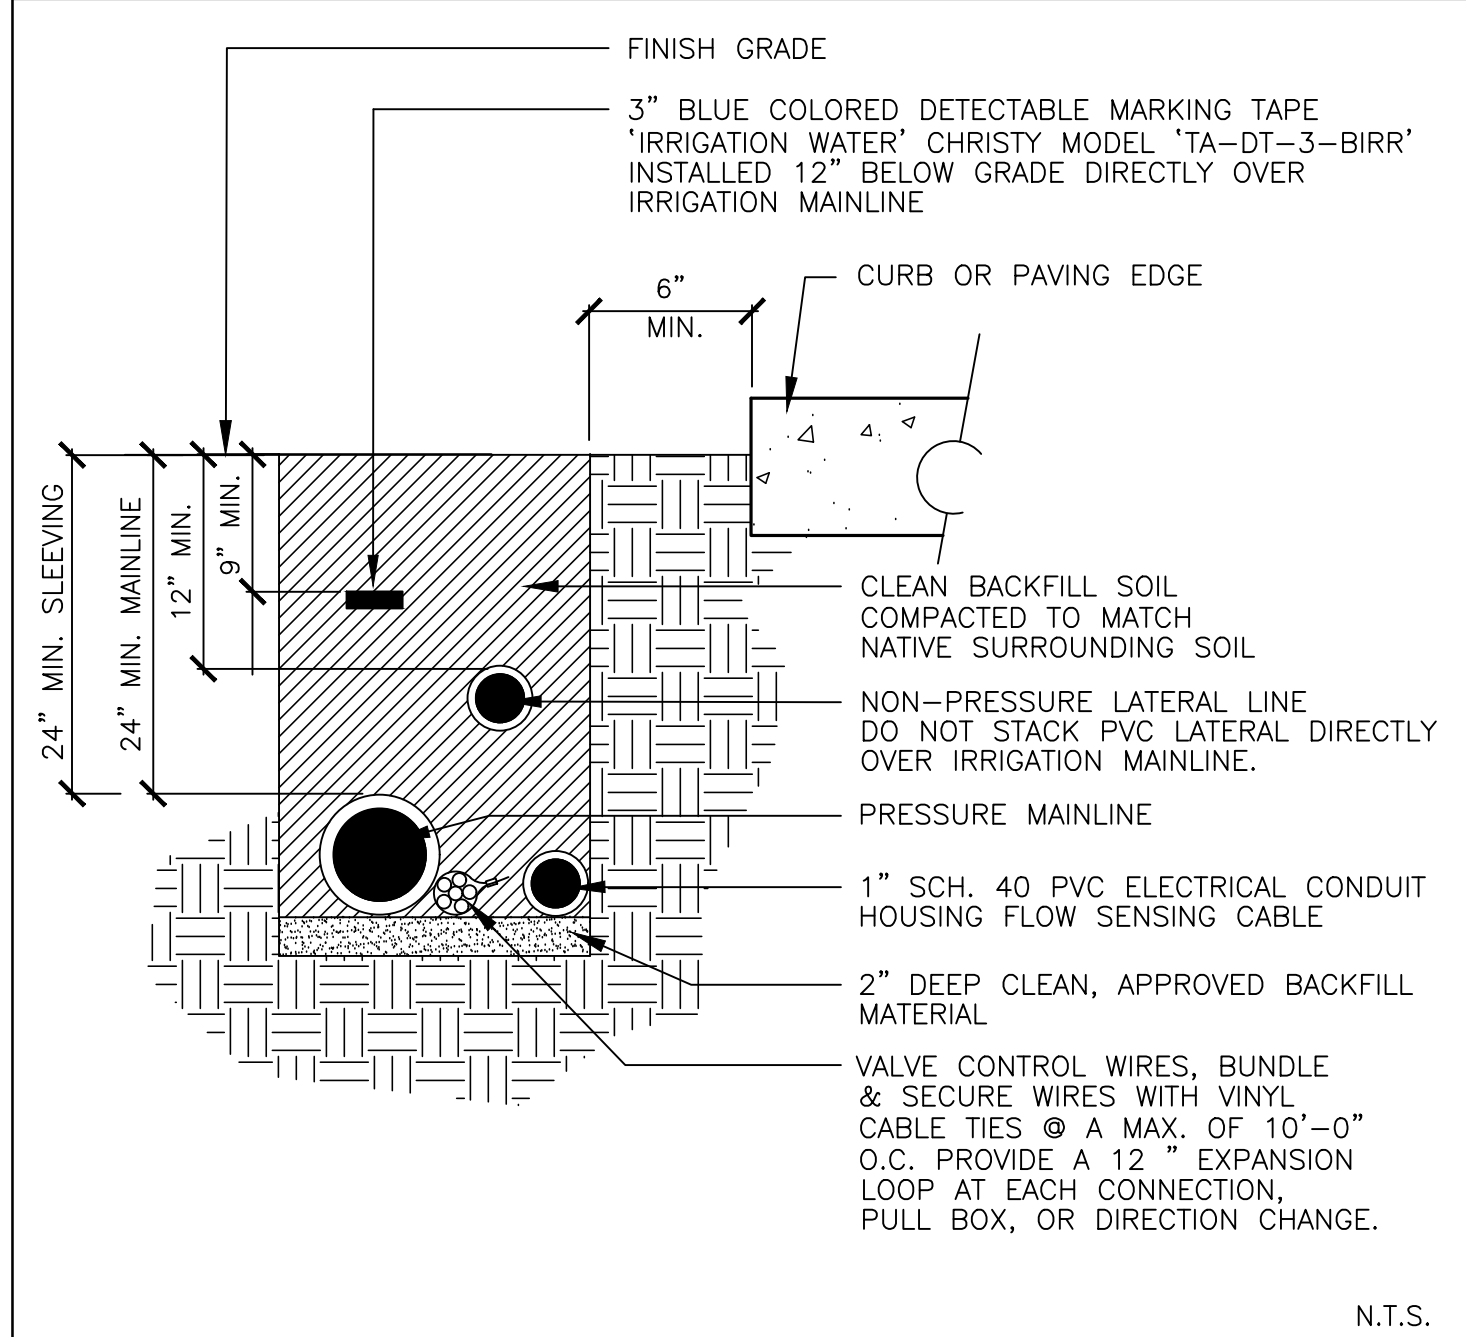 FINISH GRADE
3" BLUE COLORED DETECTABLE MARKING TAPE
'IRRIGATION WATER' CHRISTY MODEL 'TA-DT-3-BIRR'
INSTALLED 12" BELOW GRADE DIRECTLY OVER
IRRIGATION MAINLINE
CURB OR PAVING EDGE
6"
MIN.
24" MIN. SLEEVING
24" MIN. MAINLINE
12" MIN.
9" MIN.
CLEAN BACKFILL SOIL
COMPACTED TO MATCH
NATIVE SURROUNDING SOIL
NON-PRESSURE LATERAL LINE
DO NOT STACK PVC LATERAL DIRECTLY
OVER IRRIGATION MAINLINE.
PRESSURE MAINLINE
1" SCH. 40 PVC ELECTRICAL CONDUIT
HOUSING FLOW SENSING CABLE
2" DEEP CLEAN, APPROVED BACKFILL
MATERIAL
VALVE CONTROL WIRES, BUNDLE
& SECURE WIRES WITH VINYL
CABLE TIES @ A MAX. OF 10'-0"
O.C. PROVIDE A 12 " EXPANSION
LOOP AT EACH CONNECTION,
PULL BOX, OR DIRECTION CHANGE.
N.T.S.